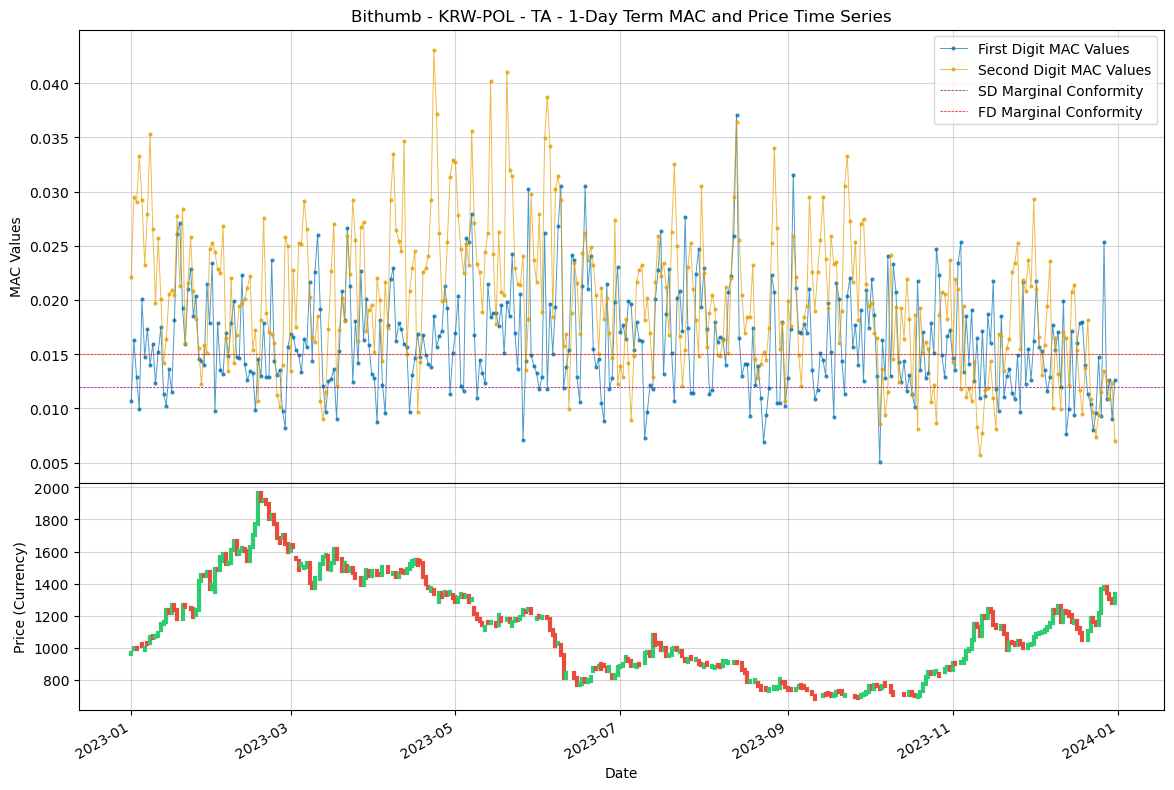 Bithumb - KRW-POL - TA - 1-Day Term MAC and Price Time Series
First Digit MAC Values
Second Digit MAC Values
SD Marginal Conformity
FD Marginal Conformity
MAC Values
0.040
0.035
0.030
0.025
0.020
0.015
0.010
0.005
Price (Currency)
2000
1800
1600
1400
1200
1000
800
2023-01
2023-03
2023-05
2023-07
2023-09
2023-11
2024-01
Date